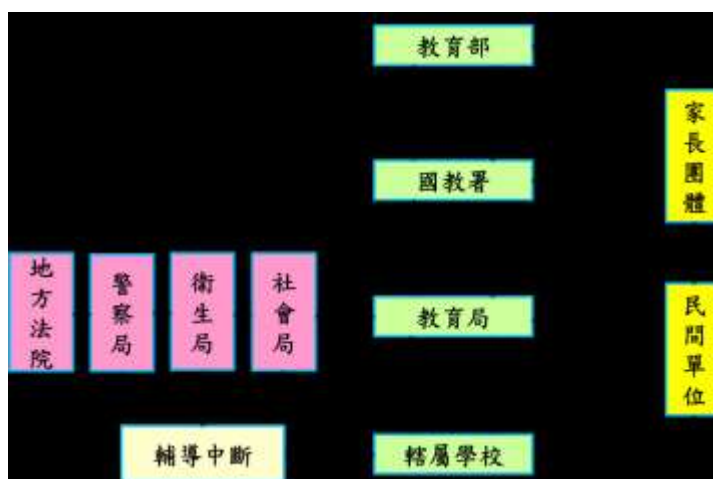 教育部
家長團體
國教署
地方法院
警察局
衛生局
社會局
教育局
民間單位
輔導中斷
轄屬學校